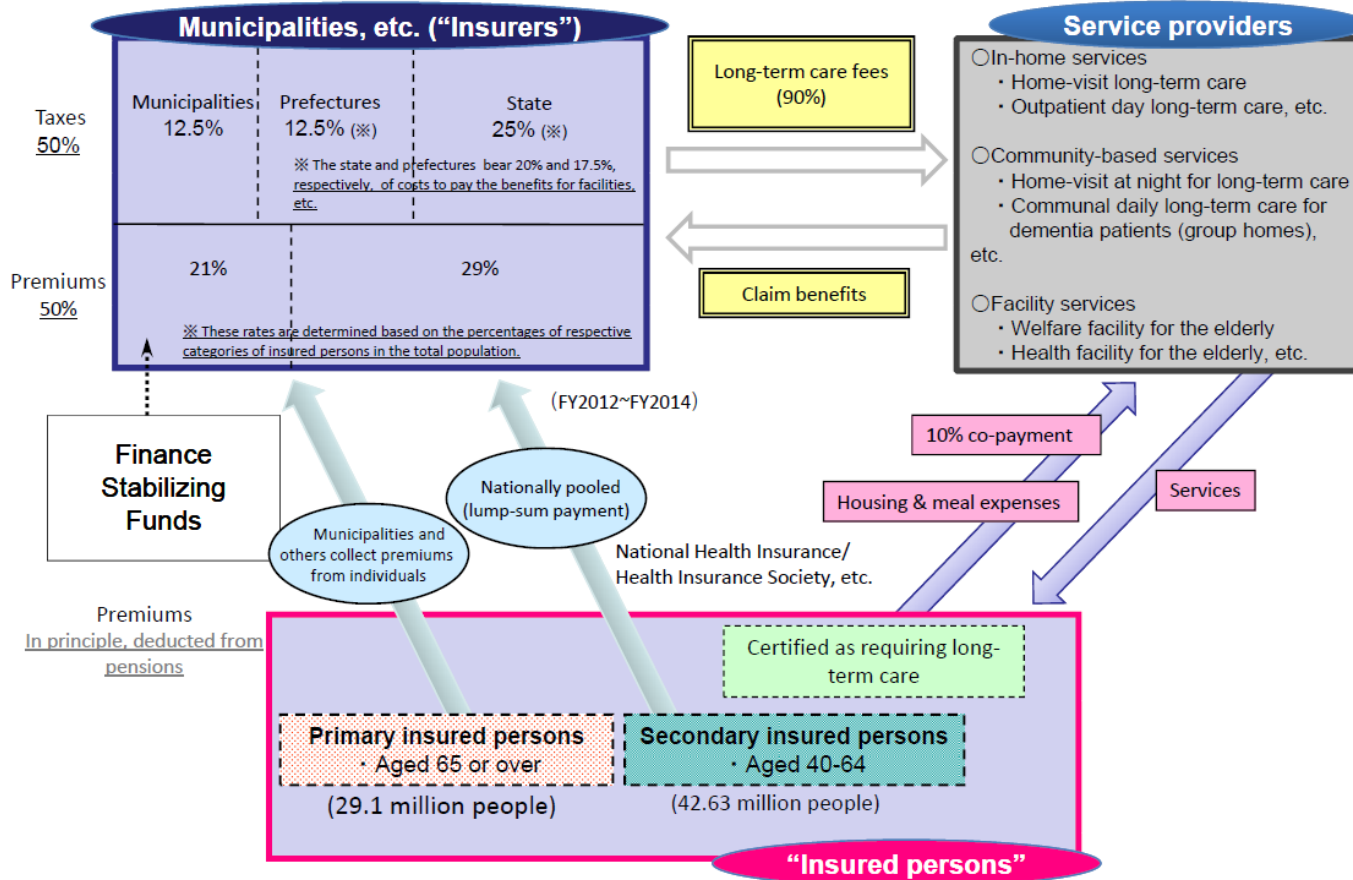 Municipalities, etc. (“Insurers”)
Service providers
Taxes
50%
Municipalities
12.5%
Prefectures
12.5% (※)
State
25% (※)
※ The state and prefectures bear 20% and 17.5%,
respectively, of costs to pay the benefits for facilities,
etc.
Premiums
50%
21%
29%
※ These rates are determined based on the percentages of respective
categories of insured persons in the total population.
Long-term care fees
(90%)
Claim benefits
○In-home services
・Home-visit long-term care
・Outpatient day long-term care, etc.
○Community-based services
・Home-visit at night for long-term care
・Communal daily long-term care for
dementia patients (group homes),
etc.
○Facility services
・Welfare facility for the elderly
・Health facility for the elderly, etc.
(FY2012~FY2014)
Finance
Stabilizing
Funds
Municipalities and
others collect premiums
from individuals
Nationally pooled
(lump-sum payment)
National Health Insurance/
Health Insurance Society, etc.
10% co-payment
Housing & meal expenses
Services
Premiums
In principle, deducted from
pensions
Certified as requiring long-
term care
Primary insured persons
・Aged 65 or over
(29.1 million people)
Secondary insured persons
・Aged 40-64
(42.63 million people)
“Insured persons”